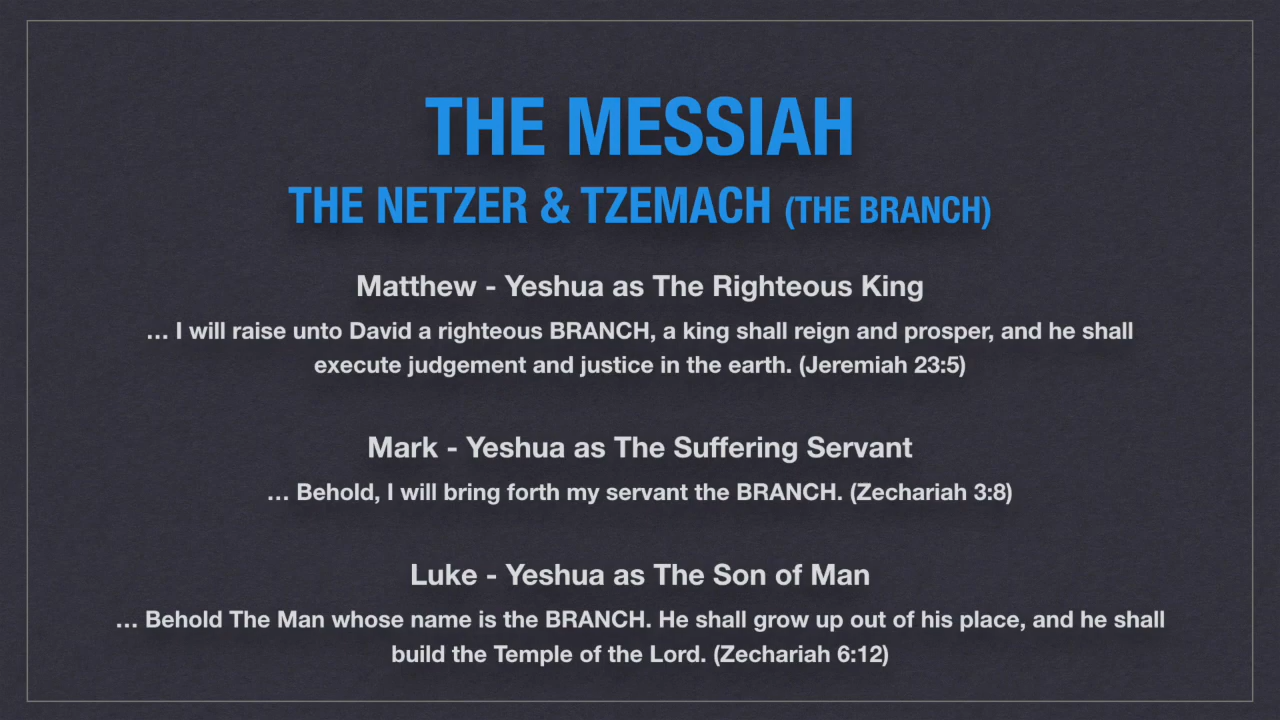 THE MESSIAH
THE NETZER & TZEMACH (THE BRANCH)
Matthew - Yeshua as The Righteous King
… I will raise unto David a righteous BRANCH, a king shall reign and prosper, and he shall
execute judgement and justice in the earth. (Jeremiah 23:5)
Mark - Yeshua as The Suffering Servant
… Behold, I will bring forth my servant the BRANCH. (Zechariah 3:8)
Luke - Yeshua as The Son of Man
… Behold The Man whose name is the BRANCH. He shall grow up out of his place, and he shall
build the Temple of the Lord. (Zechariah 6:12)